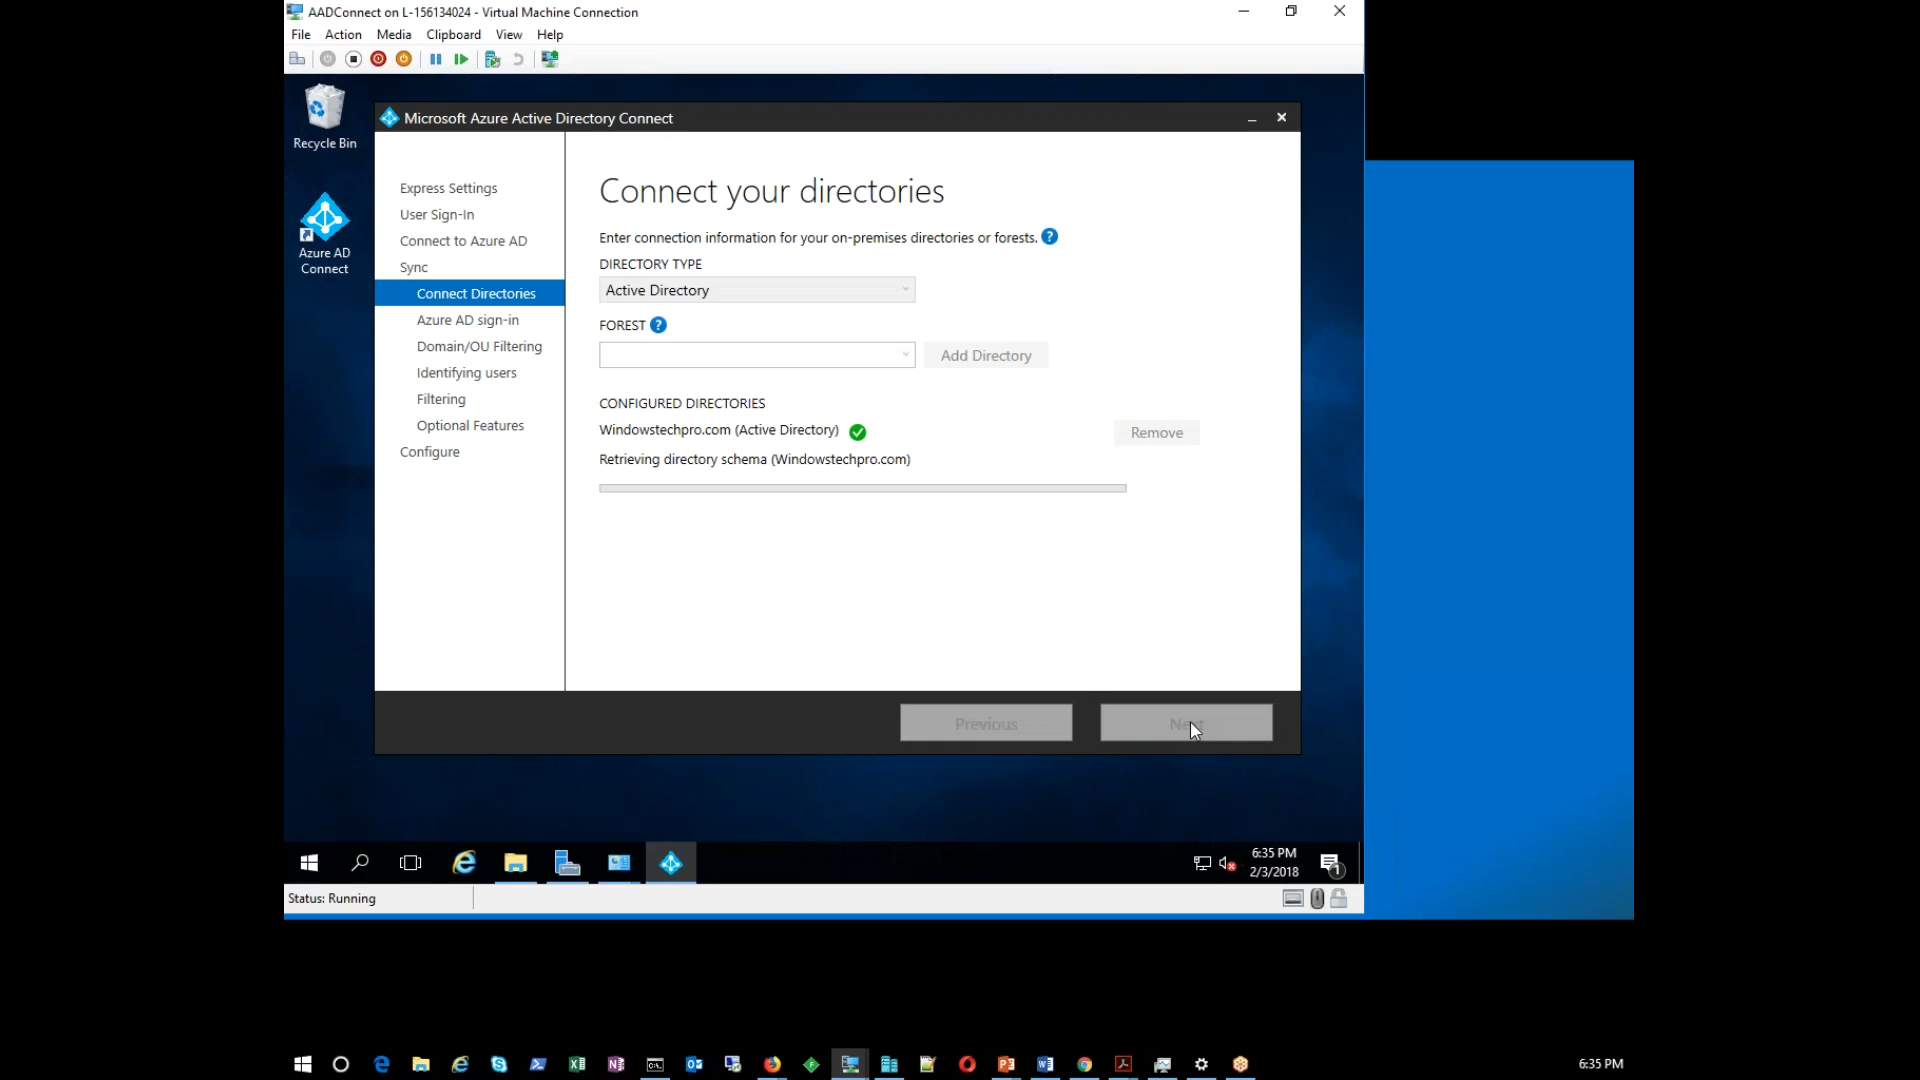 AADConnect on L-156134024 - Virtual Machine Connection
File Action Media Clipboard View Help
Recycle Bin
Azure AD
Connect
Microsoft Azure Active Directory Connect
Express Settings
User Sign-In
Connect to Azure AD
Sync
Connect Directories
Azure AD sign-in
Domain/OU Filtering
Identifying users
Filtering
Optional Features
Configure
Connect your directories
Enter connection information for your on-premises directories or forests. ?
DIRECTORY TYPE
Active Directory
FOREST ?
Add Directory
CONFIGURED DIRECTORIES
Windowstechpro.com (Active Directory)
Remove
Retrieving directory schema (Windowstechpro.com)
Previous
Next
6:35 PM
2/3/2018
1
Status: Running
6:35 PM